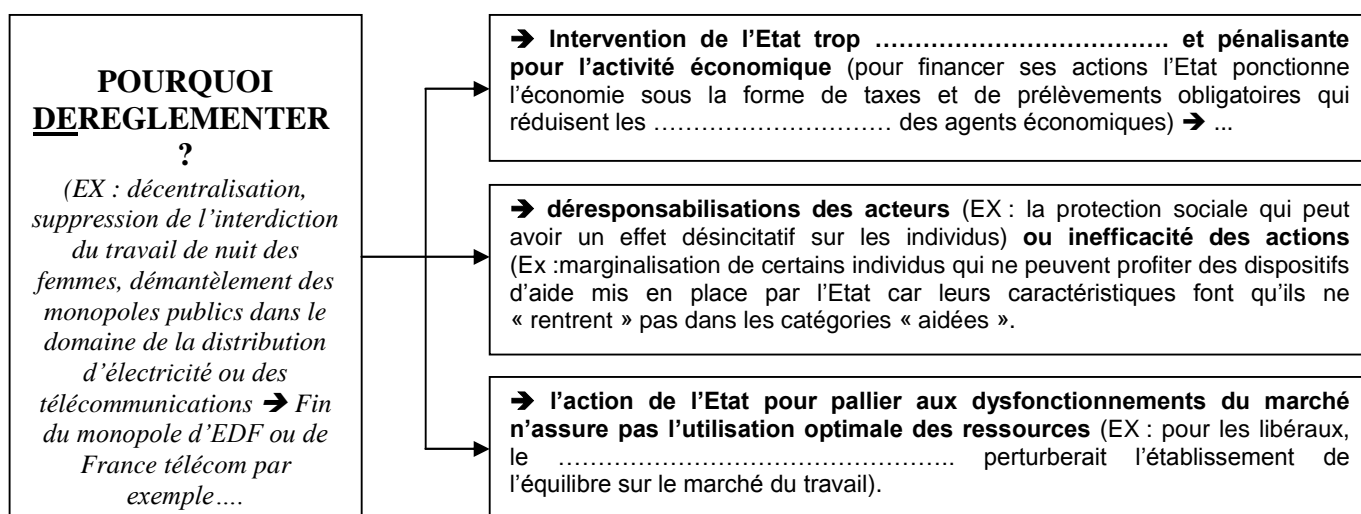 POURQUOI
DEREGLEMENTER
?
(EX : décentralisation,
suppression de l’interdiction
du travail de nuit des
femmes, démantèlement des
monopoles publics dans le
domaine de la distribution
d’électricité ou des
télécommunications ➔ Fin
du monopole d’EDF ou de
France télécom par
exemple….
➔ Intervention de l’Etat trop ………………………………. et pénalisante
pour l’activité économique (pour financer ses actions l’Etat ponctionne
l’économie sous la forme de taxes et de prélèvements obligatoires qui
réduisent les ………………………… des agents économiques) ➔ ...
➔ déresponsabilisations des acteurs (EX : la protection sociale qui peut
avoir un effet désincitatif sur les individus) ou inefficacité des actions
(Ex :marginalisation de certains individus qui ne peuvent profiter des dispositifs
d’aide mis en place par l’Etat car leurs caractéristiques font qu’ils ne
« rentrent » pas dans les catégories « aidées ».
➔ l’action de l’Etat pour pallier aux dysfonctionnements du marché
n’assure pas l’utilisation optimale des ressources (EX : pour les libéraux,
le ………………………………………….. perturberait l’établissement de
l’équilibre sur le marché du travail).